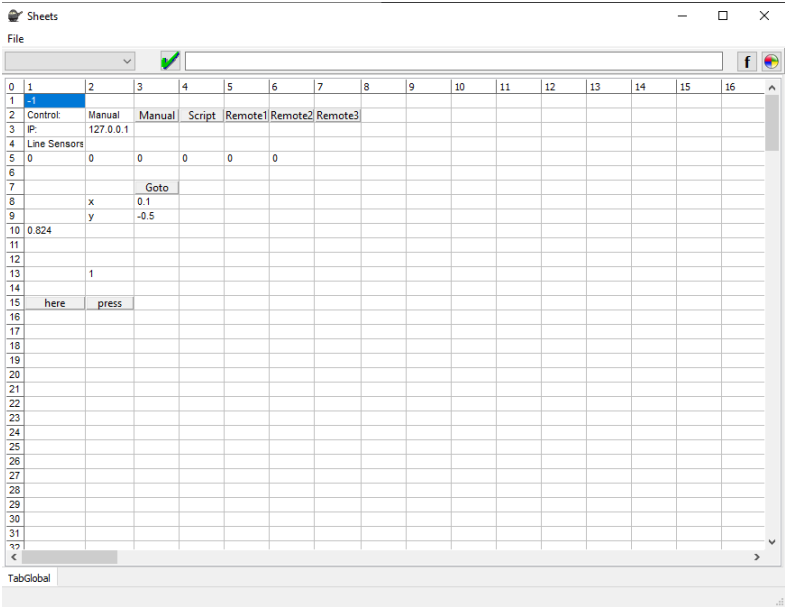 Sheets
File
f
0 1 2 3 4 5 6 7 8 9 10 11 12 13 14 15 16
1 -1
2 Control: Manual Manual Script Remote1 Remote2 Remote3
3 IP: 127.0.0.1
4 Line Sensors
5 0 0 0 0 0 0
6
7 Goto
8 x 0.1
9 y -0.5
10 0.824
11
12
13 1
14
15 here press
16
17
18
19
20
21
22
23
24
25
26
27
28
29
30
31
32
TabGlobal